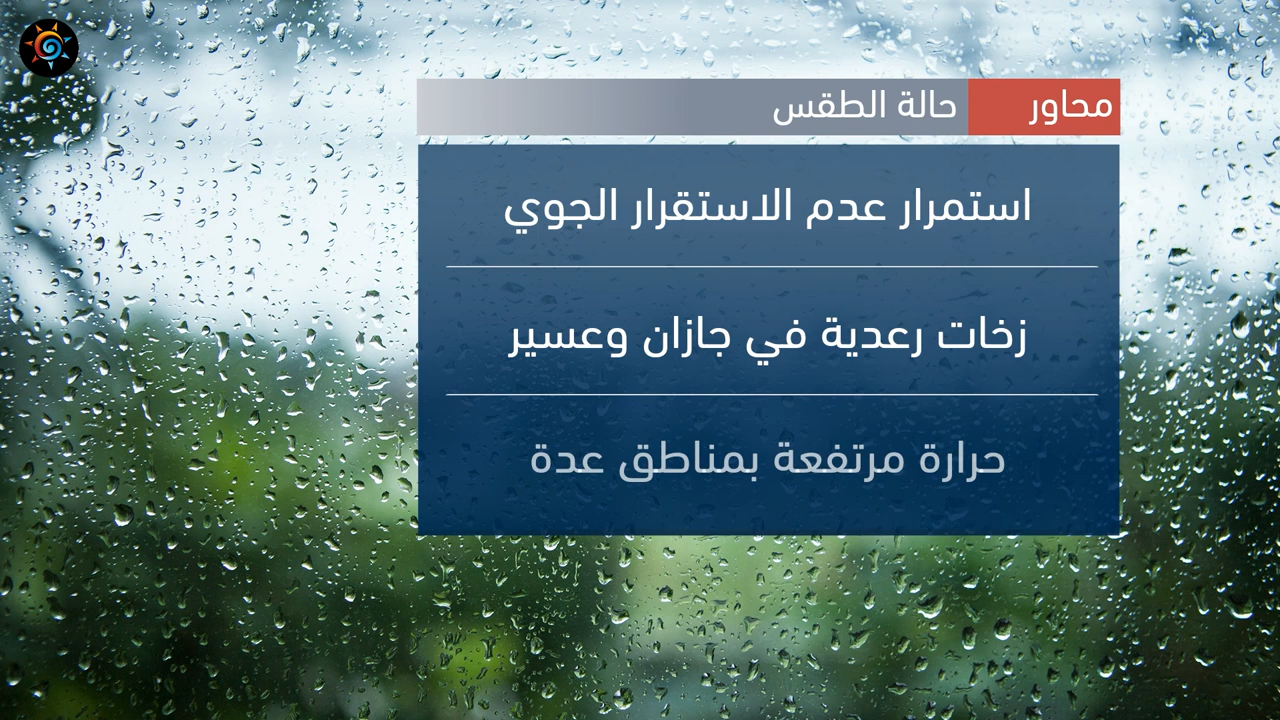 محاور
حالة الطقس
استمرار عدم الاستقرار الجوي
زخات رعدية في جازان وعسير
حرارة مرتفعة بمناطق عدة